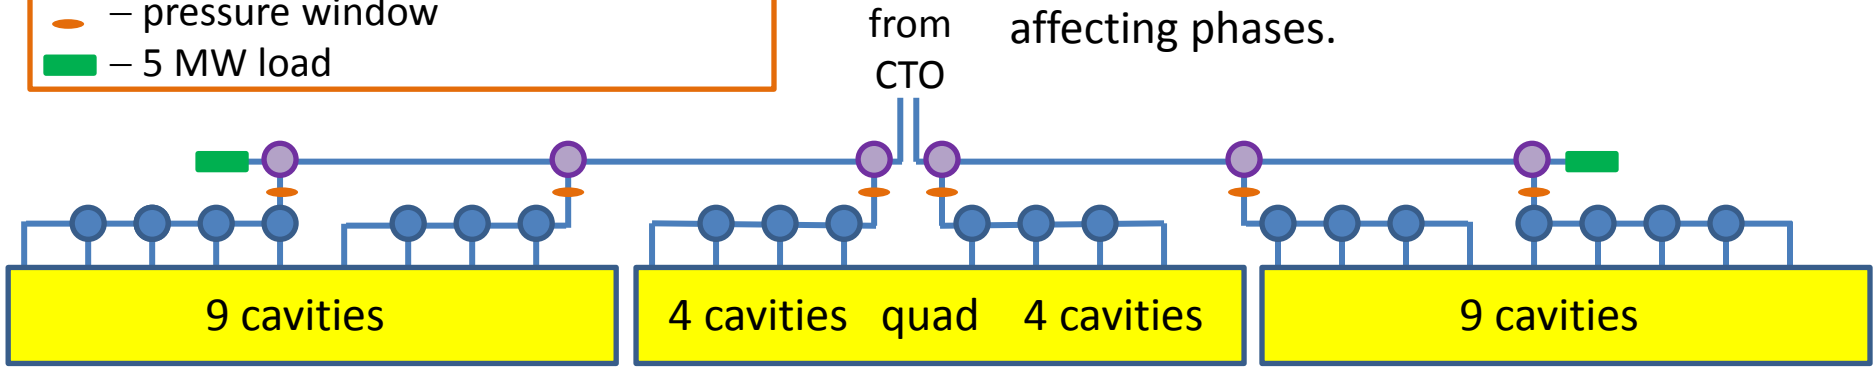 – pressure window
– 5 MW load
from
CTO
affecting phases.
9 cavities
4 cavities quad 4 cavities
9 cavities